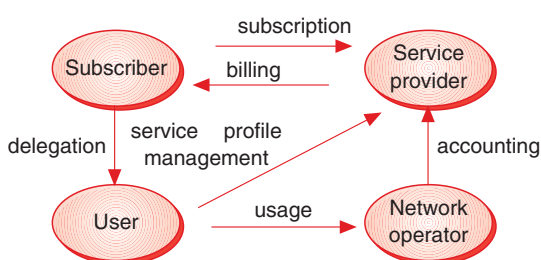 subscription
Subscriber
Service
provider
billing
delegation
service profile
management
accounting
User
usage
Network
operator